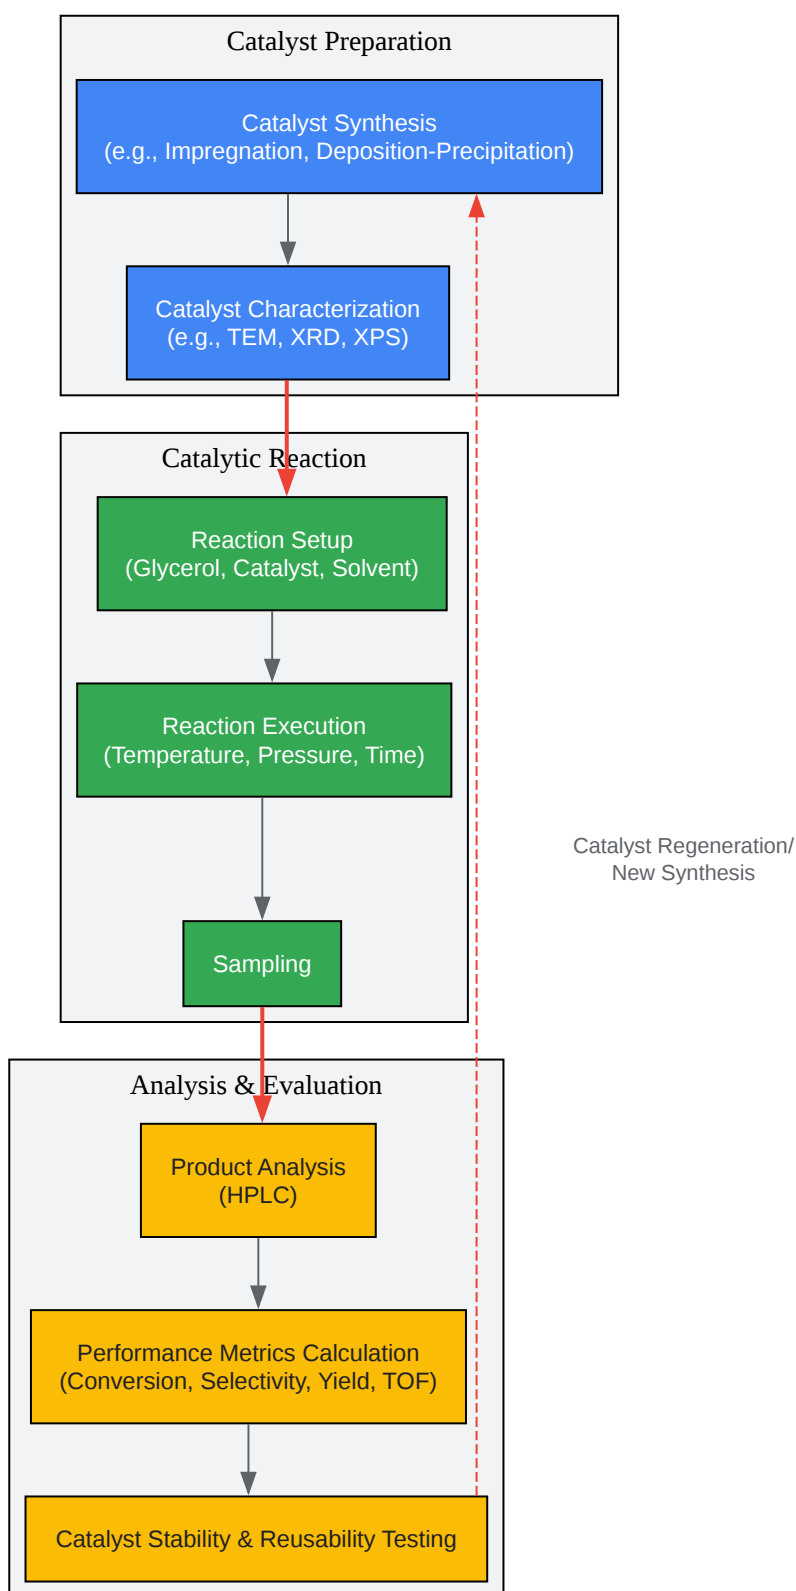 Catalyst Preparation
Catalyst Synthesis
(e.g., Impregnation, Deposition-Precipitation)
Catalyst Characterization
(e.g., TEM, XRD, XPS)
Catalytic Reaction
Reaction Setup
(Glycerol, Catalyst, Solvent)
Reaction Execution
(Temperature, Pressure, Time)
Catalyst Regeneration/
New Synthesis
Sampling
Analysis & Evaluation
Product Analysis
(HPLC)
Performance Metrics Calculation
(Conversion, Selectivity, Yield, TOF)
Catalyst Stability & Reusability Testing